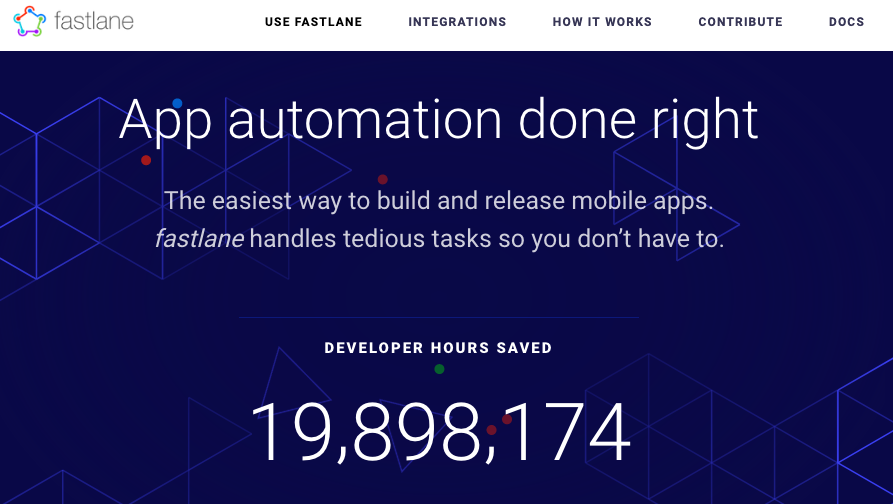 fastlane
USE FASTLANE
INTEGRATIONS
HOW IT WORKS
CONTRIBUTE
DOCS
App automation done right
The easiest way to build and release mobile apps.
fastlane handles tedious tasks so you don’t have to.
DEVELOPER HOURS SAVED
19,898,174